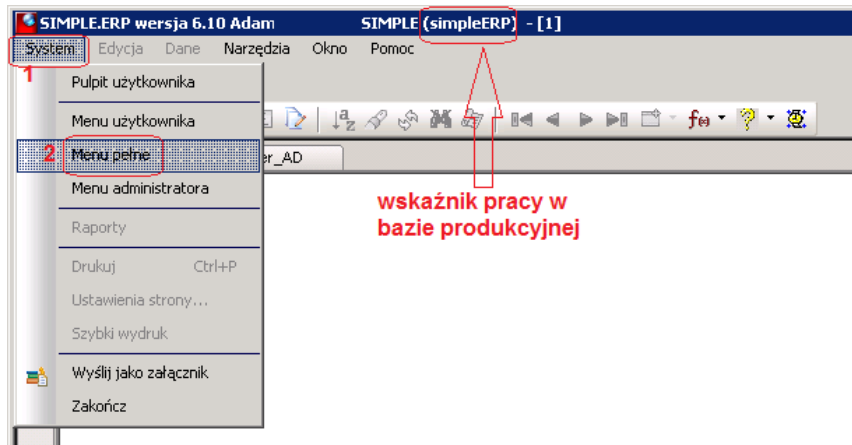 SIMPLE.ERP wersja 6.10 Adam SIMPLE (simpleERP) - [1]
System Edycja Dane Narzędzia Okno Pomoc
1
Pulpit użytkownika
Menu użytkownika
2 Menu pełne
er_AD
Menu administratora
wskaźnik pracy w
bazie produkcyjnej
Raporty
Drukuj Ctrl+P
Ustawienia strony...
Szybki wydruk
Wyślij jako załącznik
Zakończ